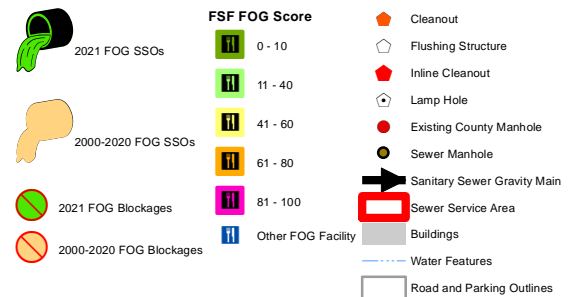 2021 FOG SSOs
2000-2020 FOG SSOs
2021 FOG Blockages
2000-2020 FOG Blockages
FSF FOG Score
0 - 10
11 - 40
41 - 60
61 - 80
81 - 100
Other FOG Facility
Cleanout
Flushing Structure
Inline Cleanout
Lamp Hole
Existing County Manhole
Sewer Manhole
Sanitary Sewer Gravity Main
Sewer Service Area
Buildings
Water Features
Road and Parking Outlines